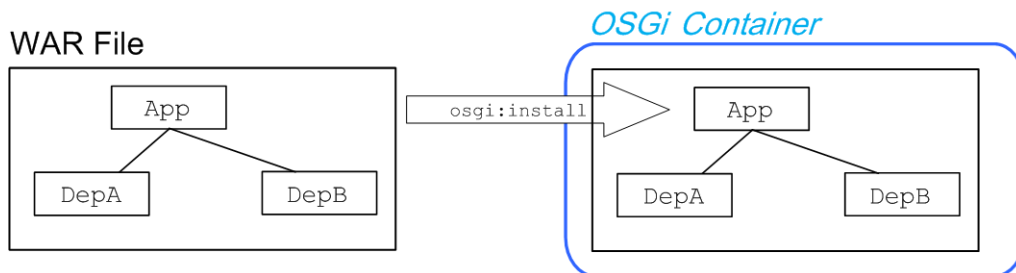 OSGi Container
WAR File
App
osgi:install
App
DepA
DepB
DepA
DepB